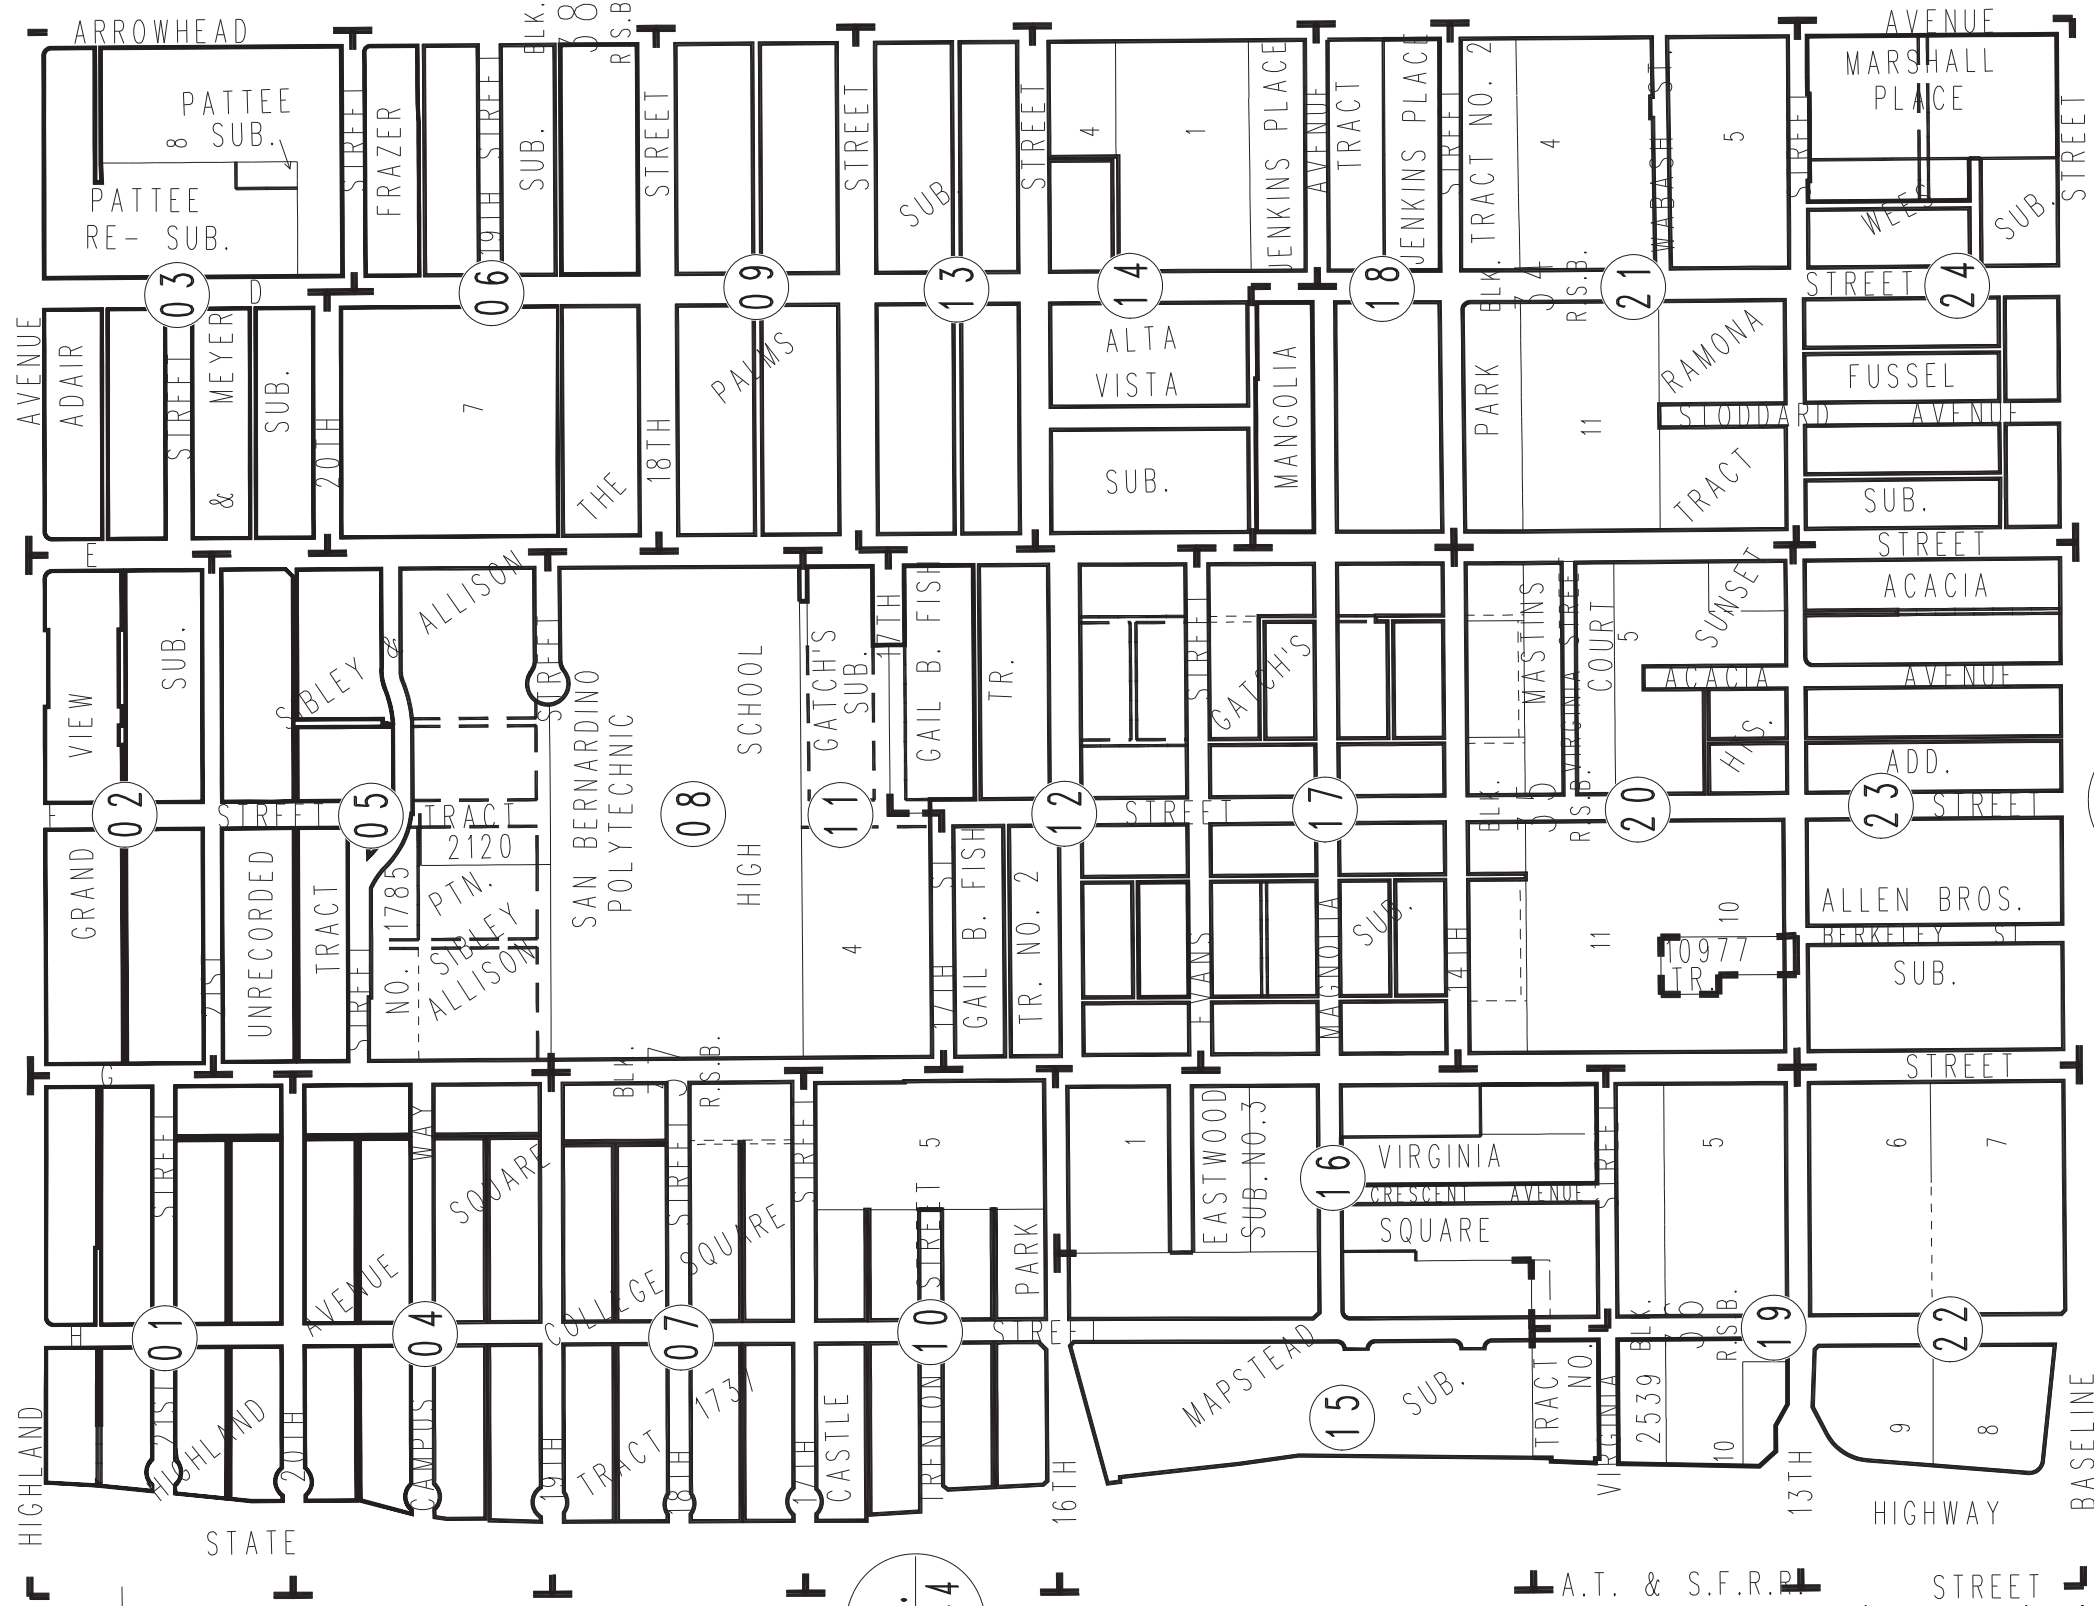 ARROWHEAD AVENUE
BLK. 38 R.S.B
PATTEE SUB.
8
PATTEE RE- SUB.
STREET
FRAZER
19TH STREET
SUB.
STREET
STREET
SUB.
STREET
4
1
JENKINS PLACE
AVENUE
TRACT
JENKINS PLACE
STREET
TRACT NO. 2
4
WABASH ST.
5
STREET
MARSHALL PLACE
WEES SUB.
STREET
03
D
06
09
13
14
18
BLK. 34 R.S.B.
21
STREET
24
AVENUE
ADAIR
STREET
MEYER
&
SUB.
20TH
7
THE PALMS
18TH
ALTA VISTA
SUB.
MANGOLIA
PARK
11
RAMONA
TRACT
STODDARD AVENUE
FUSSEL
SUB.
E
STREET
SIBLEY & ALLISON
STREET
17TH
VIEW
SUB.
SAN BERNARDINO
POLYTECHNIC
HIGH SCHOOL
GATCH'S
SUB.
GAIL B. FISH
TR.
STREET
GATCH'S
MASTINS
VIRGINIA STREET
COURT
5
SUNSET
ACACIA
HTS.
ACACIA
AVENUE
ADD.
F
02
STREET
05
TRACT
2120
08
11
12
STREET
17
BLK. 35 R.S.B.
20
23
STREET
GRAND
21ST
UNRECORDED
TRACT
STREET
NO. 1785
PTN.
SIBLEY
ALLISON
4
17TH ST
GAIL B. FISH
TR. NO. 2
EVANS
MAGNOLIA
SUB.
14TH
11
10
10977
TR.
ALLEN BROS.
BERKELEY ST
SUB.
G
BLK. 37 R.S.B.
STREET
STREET
WAY
SQUARE
STREET
STREET
5
1
EASTWOOD
SUB.NO.3
16
VIRGINIA
CRESCENT AVENUE
SQUARE
STREET
5
6
7
AVENUE
COLLEGE SQUARE
STREET
PARK
H
01
04
07
10
STREET
BLK. 36 R.S.B.
19
22
HIGHLAND
21ST
HIGHLAND
20TH
CAMPUS
19TH
TRACT 1737
18TH
17TH
CASTLE
TRENTON
16TH
MAPSTEAD SUB.
15
TRACT
NO.
VIRGINIA
2539
10
13TH
9
8
BASELINE
STATE
HIGHWAY
4
A.T. & S.F.R.R.
STREET